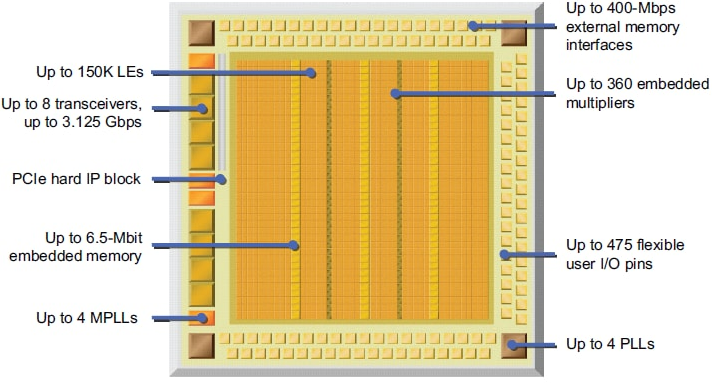 Up to 400-Mbps
external memory
interfaces
Up to 150K LEs
Up to 360 embedded
multipliers
Up to 8 transceivers,
up to 3.125 Gbps
PCIe hard IP block
Up to 6.5-Mbit
embedded memory
Up to 475 flexible
user I/O pins
Up to 4 MPLLs
Up to 4 PLLs